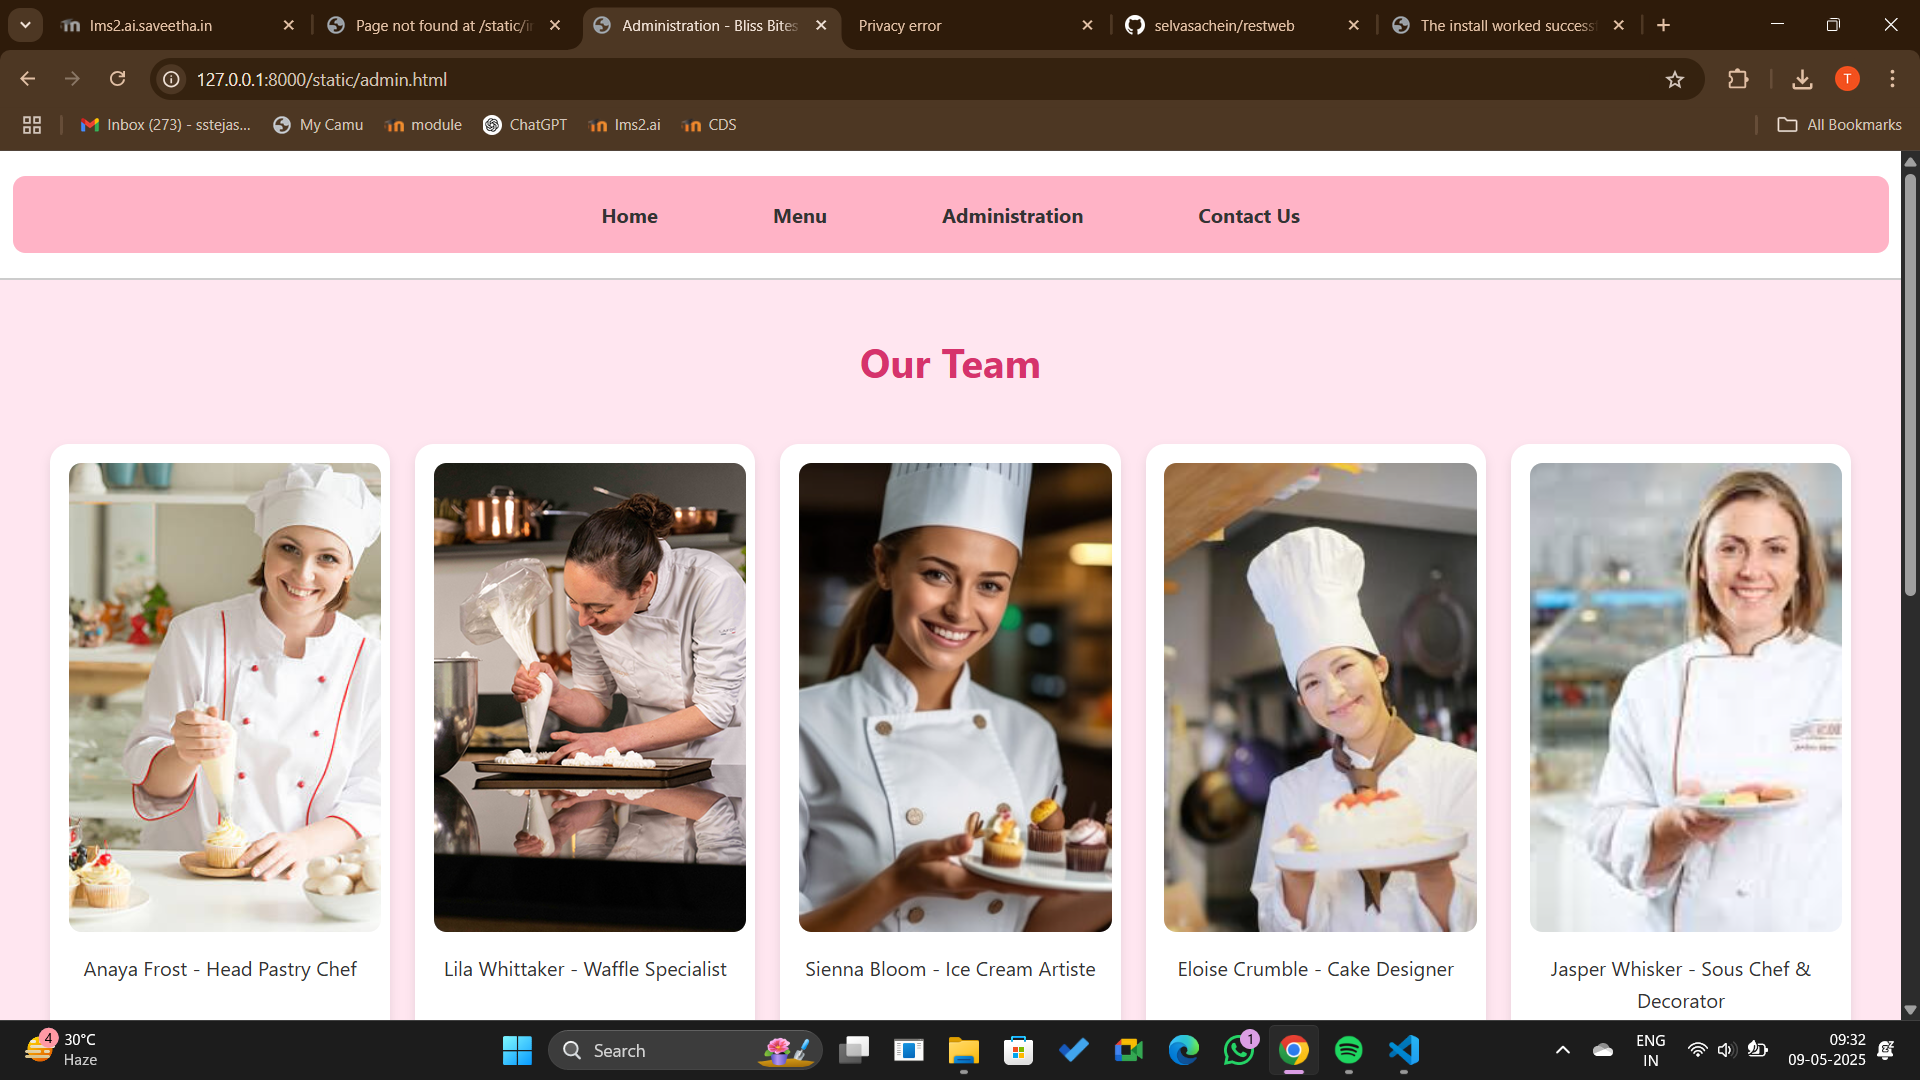 lms2.ai.saveetha.in
Page not found at /static/i
Administration - Bliss Bites
Privacy error
selvasachein/restweb
The install worked success
127.0.0.1:8000/static/admin.html
T
Inbox (273) - sstejas...
My Camu
module
ChatGPT
lms2.ai
CDS
All Bookmarks
Home
Menu
Administration
Contact Us
Our Team
Anaya Frost - Head Pastry Chef
Lila Whittaker - Waffle Specialist
Sienna Bloom - Ice Cream Artiste
Eloise Crumble - Cake Designer
Jasper Whisker - Sous Chef &
Decorator
4
30°C
Haze
Search
1
ENG
IN
09:32
09-05-2025